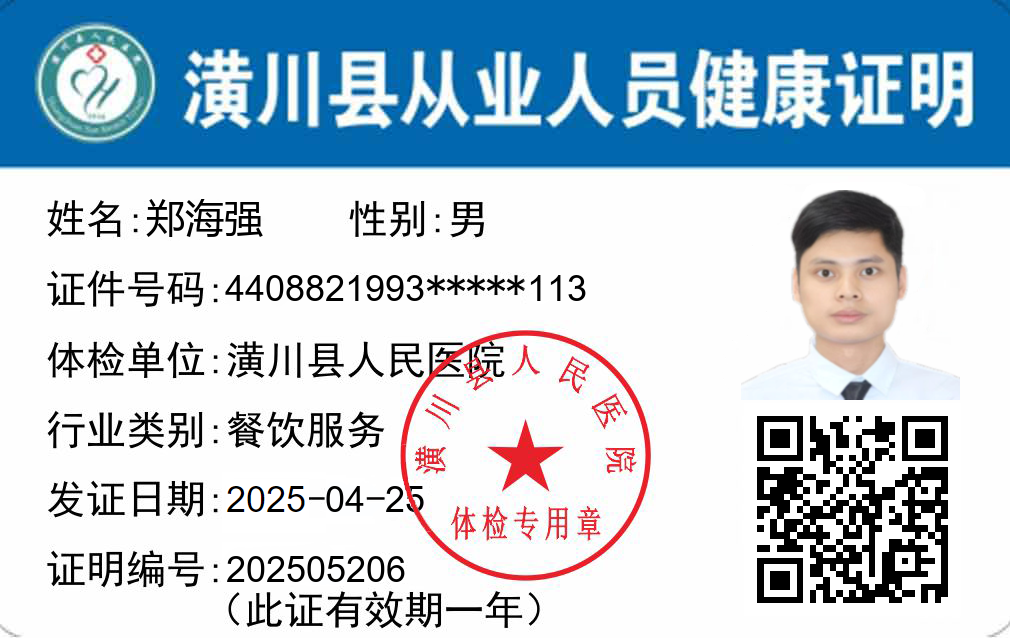 潢川县从业人员健康证明
姓名:郑海强 性别:男
证件号码:4408821993*****113
体检单位:潢川县人民医院
行业类别:餐饮服务
发证日期:2025-04-25
证明编号:202505206
(此证有效期一年)
潢川县人民医院
体检专用章